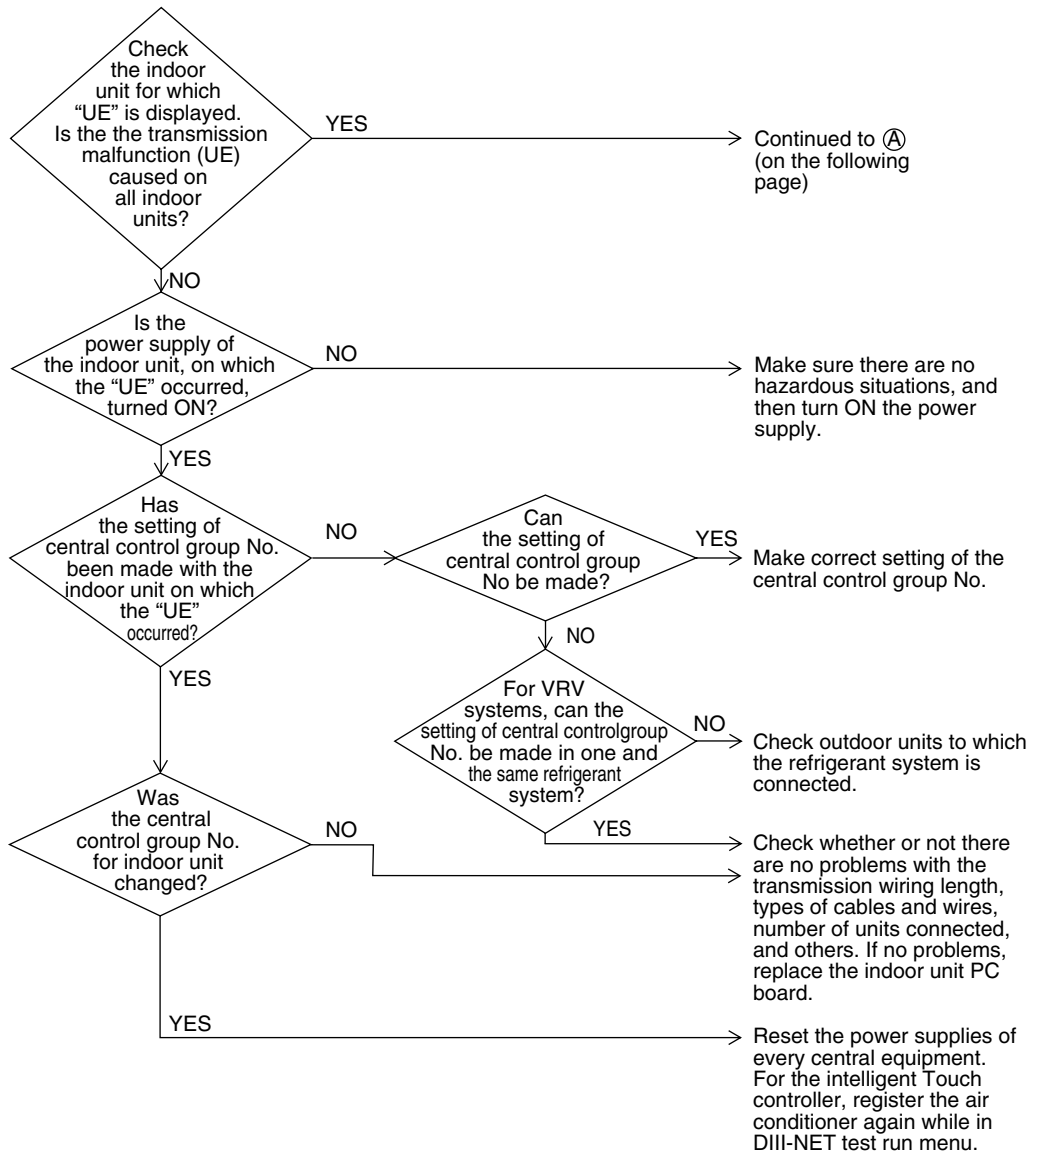 Check
the indoor
unit for which
“UE” is displayed.
Is the the transmission
malfunction (UE)
caused on
all indoor
units?
YES
Continued to Ⓐ
(on the following
page)
NO
Is the
power supply of
the indoor unit, on which
the “UE” occurred,
turned ON?
NO
Make sure there are no
hazardous situations, and
then turn ON the power
supply.
YES
Has
the setting of
central control group No.
been made with the
indoor unit on which
the “UE”
occurred?
NO
Can
the setting of
central control group
No be made?
YES
Make correct setting of the
central control group No.
NO
For VRV
systems, can the
setting of central controlgroup
No. be made in one and
the same refrigerant
system?
NO
Check outdoor units to which
the refrigerant system is
connected.
YES
YES
Was
the central
control group No.
for indoor unit
changed?
NO
Check whether or not there
are no problems with the
transmission wiring length,
types of cables and wires,
number of units connected,
and others. If no problems,
replace the indoor unit PC
board.
YES
Reset the power supplies of
every central equipment.
For the intelligent Touch
controller, register the air
conditioner again while in
DIII-NET test run menu.